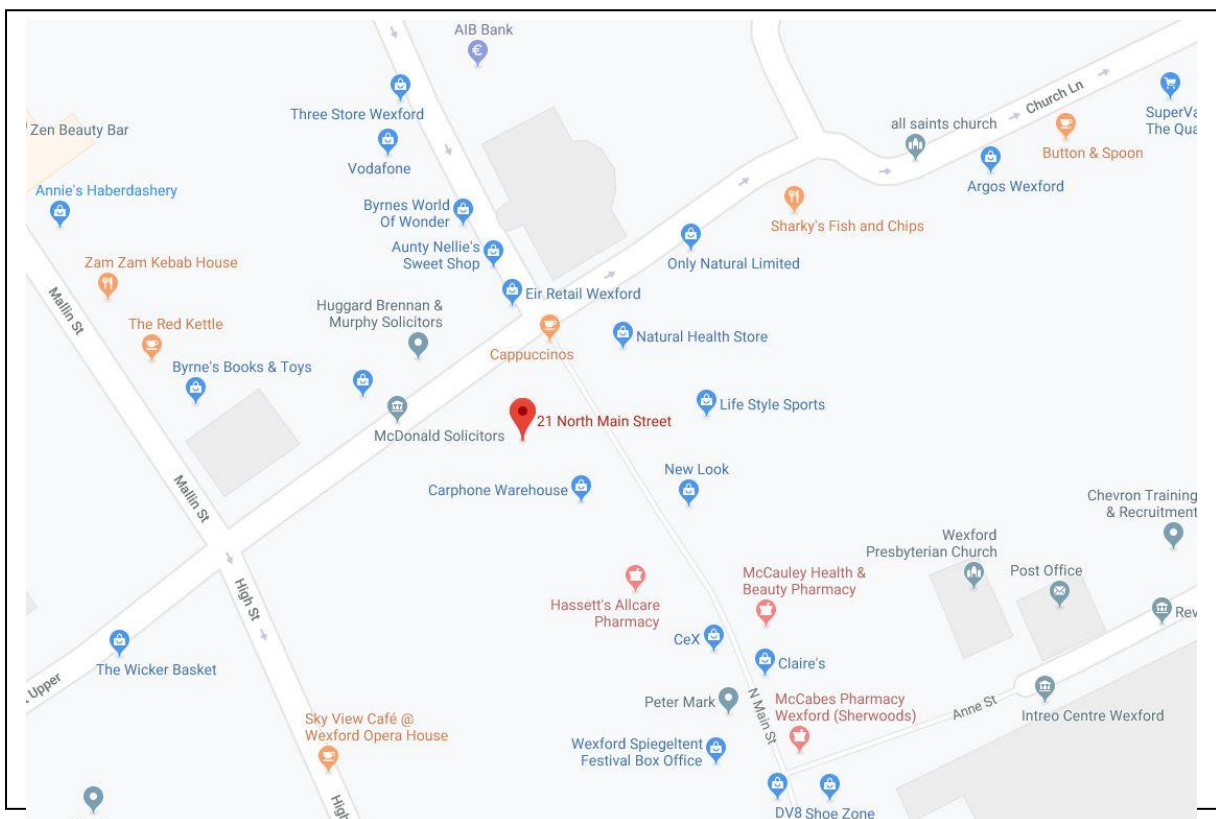 AIB Bank
Three Store Wexford
Church Ln
SuperVa
The Qua
Zen Beauty Bar
all saints church
Button & Spoon
Vodafone
Argos Wexford
Annie's Haberdashery
Byrnes World
Of Wonder
Sharky's Fish and Chips
Aunty Nellie's
Sweet Shop
Only Natural Limited
Zam Zam Kebab House
Eir Retail Wexford
Mallin St
Huggard Brennan &
Murphy Solicitors
The Red Kettle
Natural Health Store
Cappuccinos
Byrne's Books & Toys
Life Style Sports
21 North Main Street
McDonald Solicitors
New Look
Carphone Warehouse
Mallin St
Chevron Training
& Recruitment
Wexford
Presbyterian Church
Post Office
McCauley Health &
Beauty Pharmacy
High St
Hassett's Allcare
Pharmacy
Rev
CeX
Claire's
The Wicker Basket
t Upper
Peter Mark
N Main St
McCabes Pharmacy
Wexford (Sherwoods)
Anne St
Intreo Centre Wexford
Sky View Café @
Wexford Opera House
Wexford Spiegeltent
Festival Box Office
High
DV8
Shoe Zone